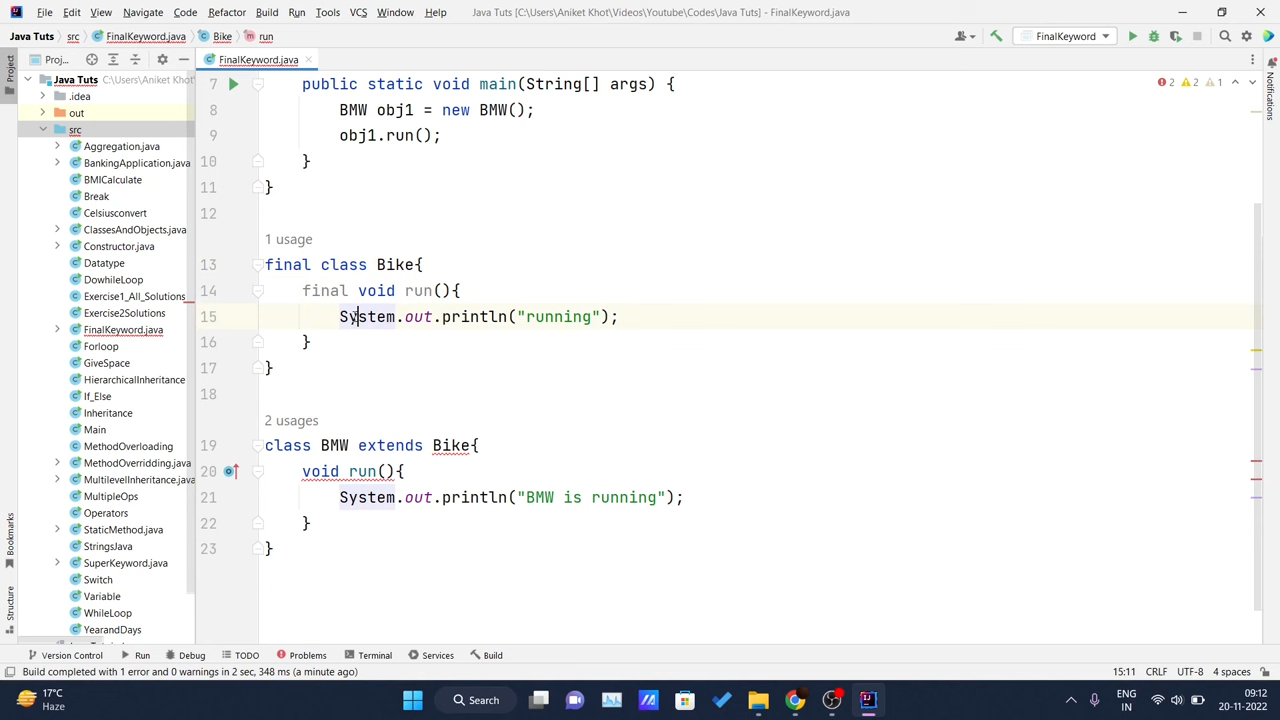 File Edit View Navigate Code Refactor Build Run Tools VCS Window Help Java Tuts [C:\Users\Aniket Khot\Videos\Youtube\Codes\Java Tuts] - FinalKeyword.java
Java Tuts src FinalKeyword.java Bike run FinalKeyword
Proj... FinalKeyword.java
Java Tuts C:\Users\Aniket Khot\
.idea
out
src
Aggregation.java
BankingApplication.java
BMICalculate
Break
Celsiusconvert
ClassesAndObjects.java
Constructor.java
Datatype
DowhileLoop
Exercise1_All_Solutions
Exercise2Solutions
FinalKeyword.java
Forloop
GiveSpace
HierarchicalInheritance
If_Else
Inheritance
Main
MethodOverloading
MethodOverridding.java
MultilevelInheritance.java
MultipleOps
Operators
StaticMethod.java
StringsJava
SuperKeyword.java
Switch
Variable
WhileLoop
YearandDays
7 public static void main(String[] args) {
8 BMW obj1 = new BMW();
9 obj1.run();
10 }
11 }
12
1 usage
13 final class Bike{
14 final void run(){
15 System.out.println("running");
16 }
17 }
18
2 usages
19 class BMW extends Bike{
20 void run(){
21 System.out.println("BMW is running");
22 }
23 }
2 2 1
Project
Bookmarks
Structure
Notifications
Version Control Run Debug TODO Problems Terminal Services Build
Build completed with 1 error and 0 warnings in 2 sec, 348 ms (a minute ago) 15:11 CRLF UTF-8 4 spaces
17°C
Haze
Search
ENG
IN
09:12
20-11-2022